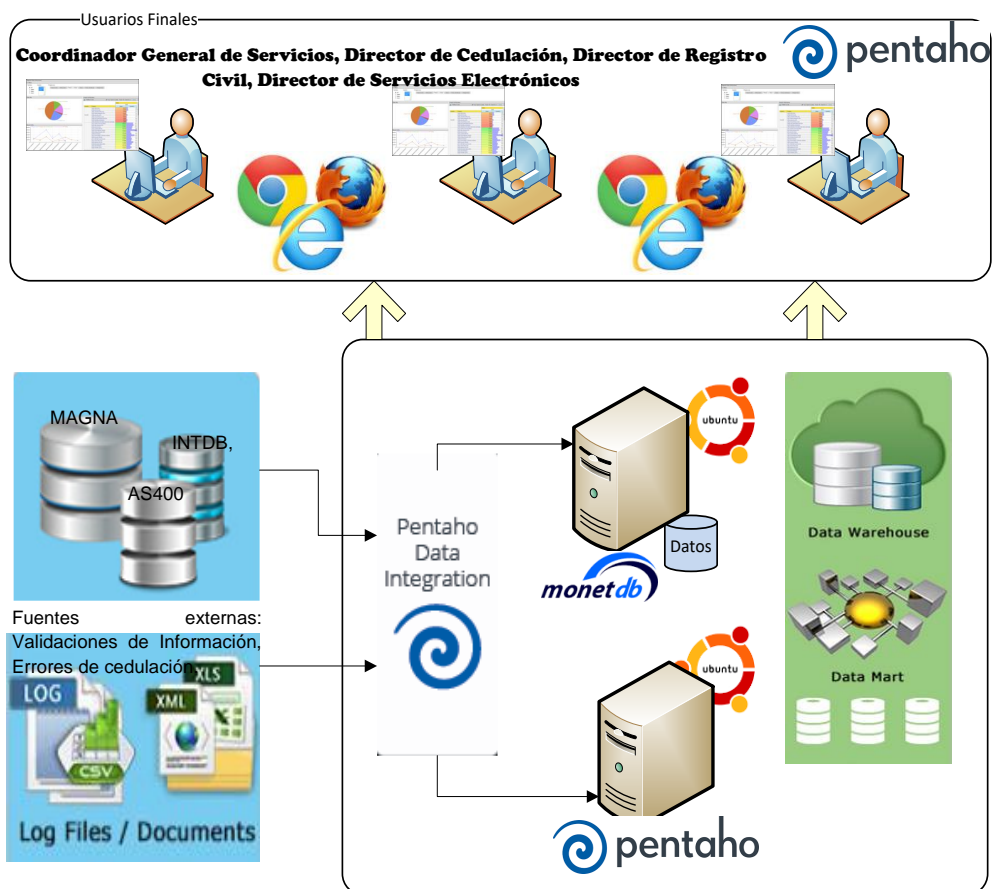 Usuarios Finales
Coordinador General de Servicios, Director de Cedulación, Director de Registro
Civil, Director de Servicios Electrónicos
pentaho
MAGNA
INTDB,
AS400
Fuentes externas:
Validaciones de Información,
Errores de cedulación
LOG
CSV
XML
XLS
Log Files / Documents
Pentaho
Data
Integration
ubuntu
Datos
monetdb
ubuntu
pentaho
Data Warehouse
Data Mart